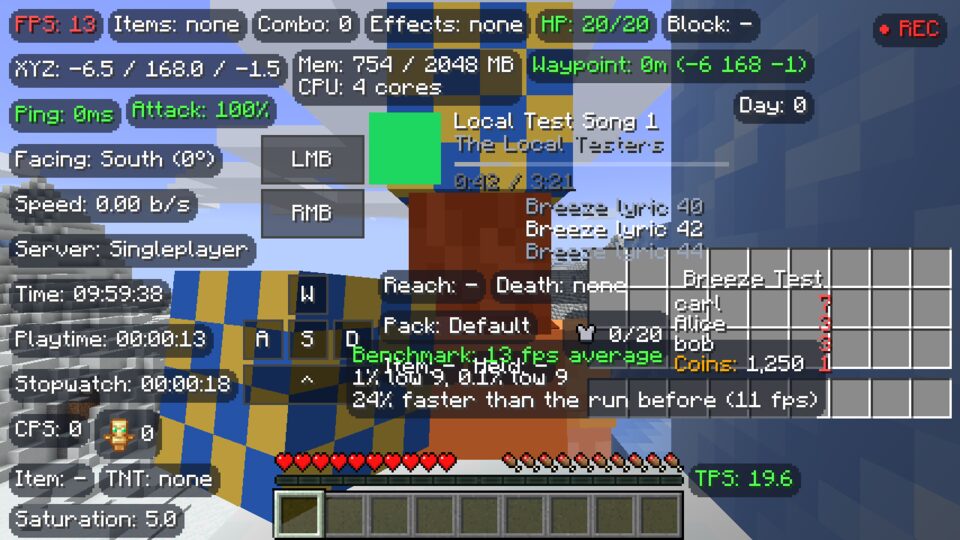 FPS: 13
Items: none
Combo: 0
Effects: none
HP: 20/20
Block: -
REC
XYZ: -6.5 / 168.0 / -1.5
Mem: 754 / 2048 MB
CPU: 4 cores
Waypoint: 0m (-6 168 -1)
Day: 0
Ping: 0ms
Attack: 100%
Local Test Song 1
The Local Testers
0:42 / 3:21
LMB
RMB
Facing: South (0°)
Speed: 0.00 b/s
Breeze lyric 40
Breeze lyric 42
Breeze lyric 44
Server: Singleplayer
Breeze Test
Time: 09:59:38
W
Reach: -
Death: none
carl 7
Alice 3
bob
Coins: 1,250 1
Pack: Default
0/20
Playtime: 00:00:13
A
S
D
Benchmark: 13 fps average
1% low 9, 0.1% low 9
24% faster than the run before (11 fps)
Stopwatch: 00:00:18
^
CPS: 0
0
Item: -
TNT: none
TPS: 19.6
Saturation: 5.0